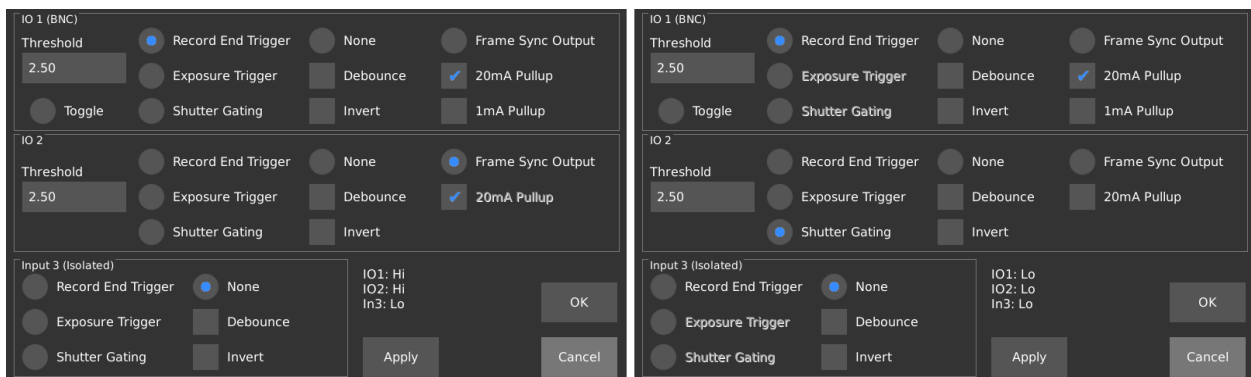 IO 1 (BNC)
Threshold
2.50
Toggle
Record End Trigger
None
Frame Sync Output
Exposure Trigger
Debounce
20mA Pullup
Shutter Gating
Invert
1mA Pullup
IO 2
Threshold
2.50
Record End Trigger
None
Frame Sync Output
Exposure Trigger
Debounce
20mA Pullup
Shutter Gating
Invert
Input 3 (Isolated)
Record End Trigger
None
Exposure Trigger
Debounce
Shutter Gating
Invert
IO1: Hi
IO2: Hi
In3: Lo
OK
Apply
Cancel
IO 1 (BNC)
Threshold
2.50
Toggle
Record End Trigger
None
Frame Sync Output
Exposure Trigger
Debounce
20mA Pullup
Shutter Gating
Invert
1mA Pullup
IO 2
Threshold
2.50
Record End Trigger
None
Frame Sync Output
Exposure Trigger
Debounce
20mA Pullup
Shutter Gating
Invert
Input 3 (Isolated)
Record End Trigger
None
Exposure Trigger
Debounce
Shutter Gating
Invert
IO1: Lo
IO2: Lo
In3: Lo
OK
Apply
Cancel